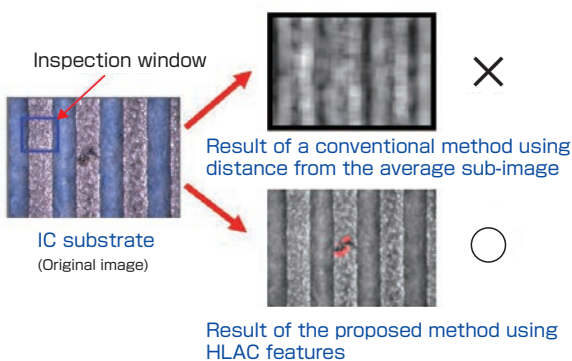 Inspection window
Result of a conventional method using
distance from the average sub-image
IC substrate
(Original image)
Result of the proposed method using
HLAC features